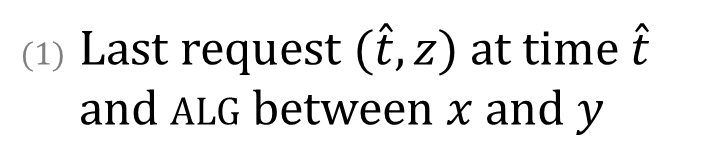 (1) Last request (t̂, z) at time t̂
and ALG between x and y